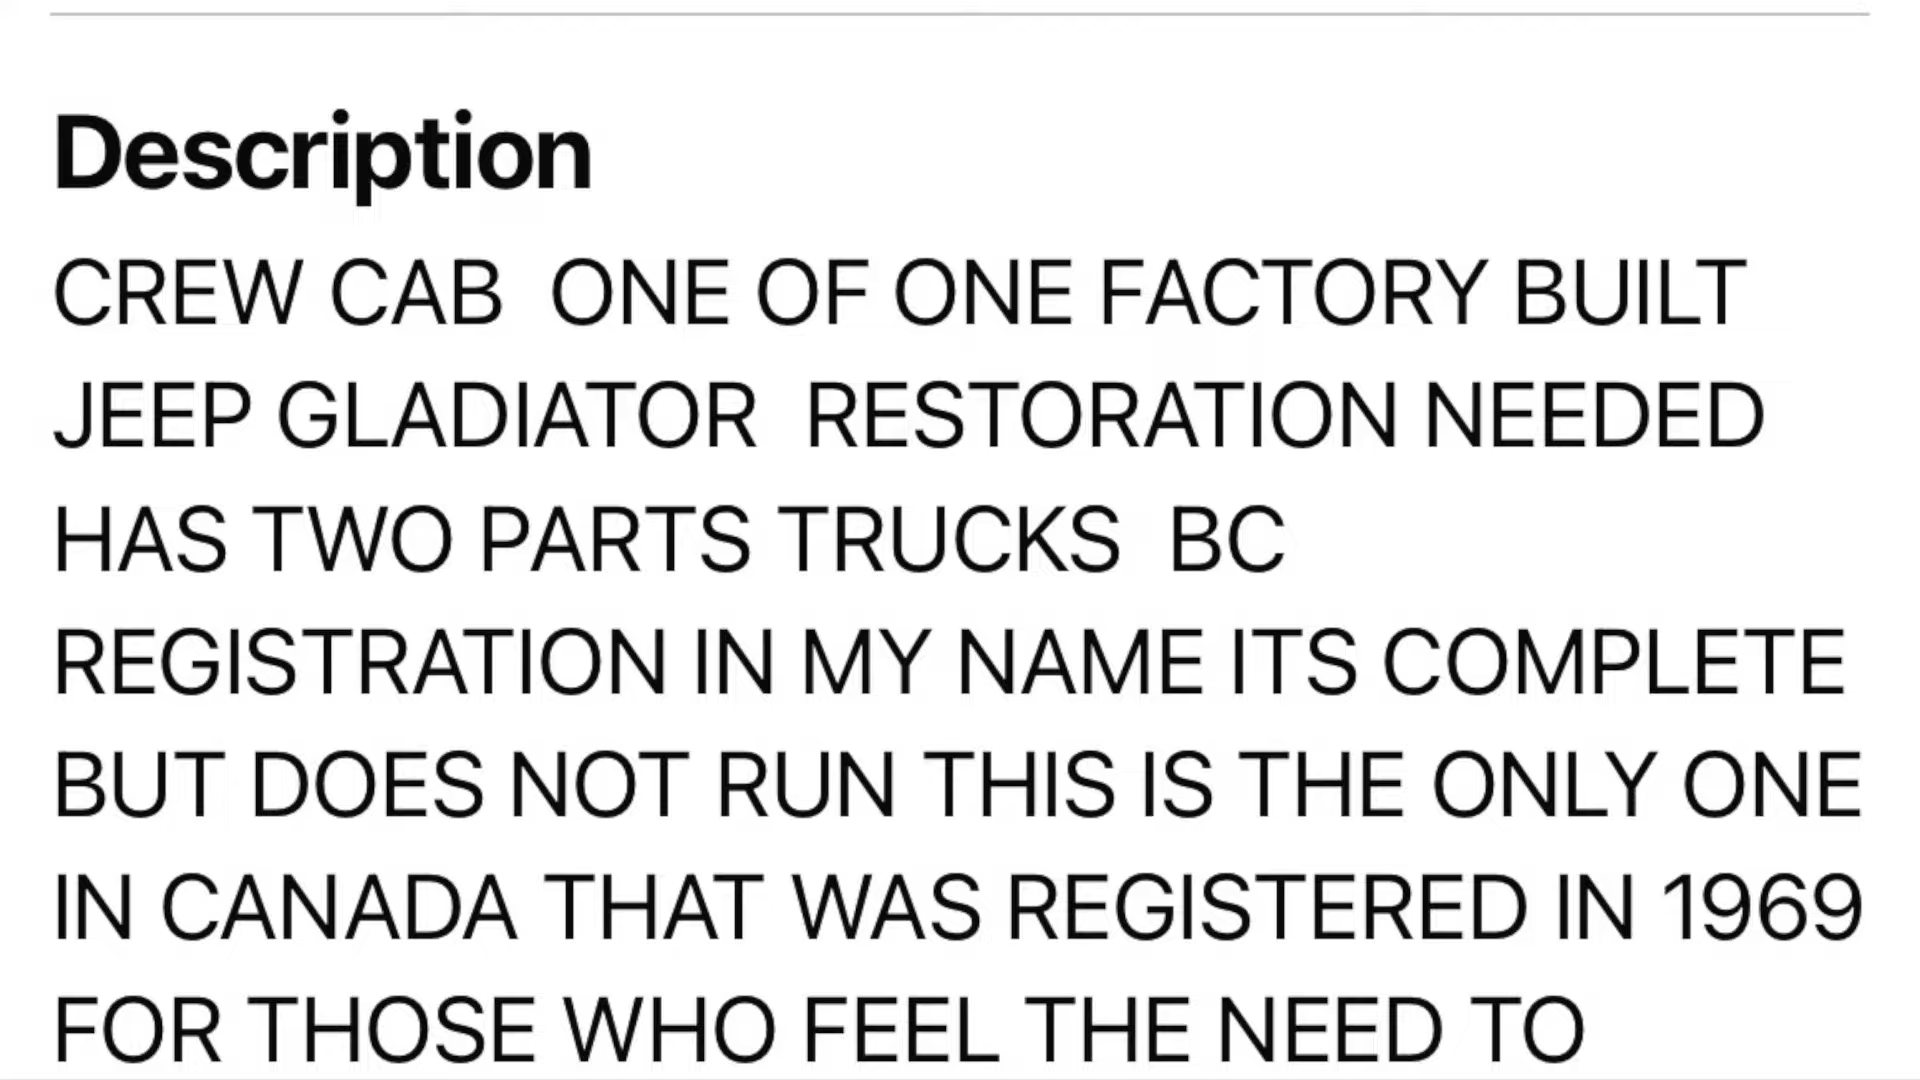 Description
CREW CAB  ONE OF ONE FACTORY BUILT
JEEP GLADIATOR  RESTORATION NEEDED
HAS TWO PARTS TRUCKS  BC
REGISTRATION IN MY NAME ITS COMPLETE
BUT DOES NOT RUN THIS IS THE ONLY ONE
IN CANADA THAT WAS REGISTERED IN 1969
FOR THOSE WHO FEEL THE NEED TO